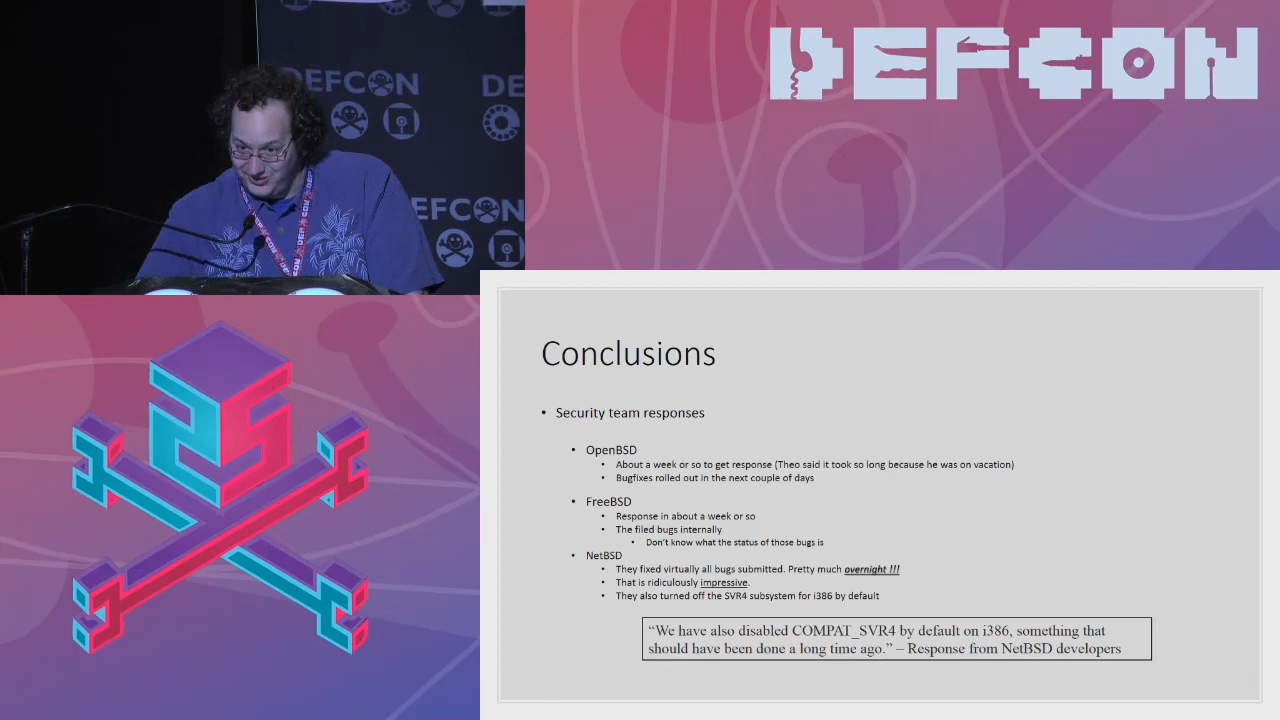 DEFCON
DE
EFCON
DEFCON
Conclusions
• Security team responses
• OpenBSD
• About a week or so to get response (Theo said it took so long because he was on vacation)
• Bugfixes rolled out in the next couple of days
• FreeBSD
• Response in about a week or so
• The filed bugs internally
• Don't know what the status of those bugs is
• NetBSD
• They fixed virtually all bugs submitted. Pretty much overnight !!!
• That is ridiculously impressive.
• They also turned off the SVR4 subsystem for i386 by default
“We have also disabled COMPAT_SVR4 by default on i386, something that
should have been done a long time ago.” – Response from NetBSD developers
25